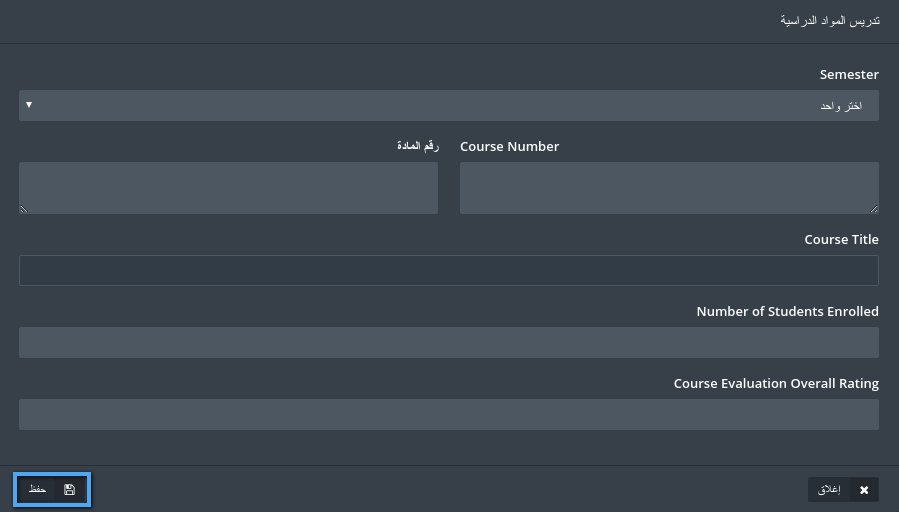 تدريس المواد الدراسية
Semester
اختر واحد
Course Number
رقم المادة
Course Title
Number of Students Enrolled
Course Evaluation Overall Rating
إغلاق
حفظ